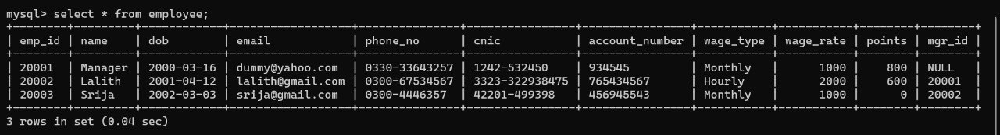 mysql> select * from employee;
+--------+---------+------------+------------------+---------------+----------------+----------------+-----------+-----------+--------+--------+
| emp_id | name    | dob        | email            | phone_no      | cnic           | account_number | wage_type | wage_rate | points | mgr_id |
+--------+---------+------------+------------------+---------------+----------------+----------------+-----------+-----------+--------+--------+
| 20001  | Manager | 2000-03-16 | dummy@yahoo.com  | 0330-33643257 | 1242-532450    | 934545         | Monthly   |      1000 |    800 | NULL   |
| 20002  | Lalith  | 2001-04-12 | lalith@gmail.com | 0300-67534567 | 3323-322938475 | 765434567      | Hourly    |      2000 |    600 | 20001  |
| 20003  | Srija   | 2002-03-03 | srija@gmail.com  | 0300-4446357  | 42201-499398   | 456945543      | Monthly   |      1000 |      0 | 20002  |
+--------+---------+------------+------------------+---------------+----------------+----------------+-----------+-----------+--------+--------+
3 rows in set (0.04 sec)